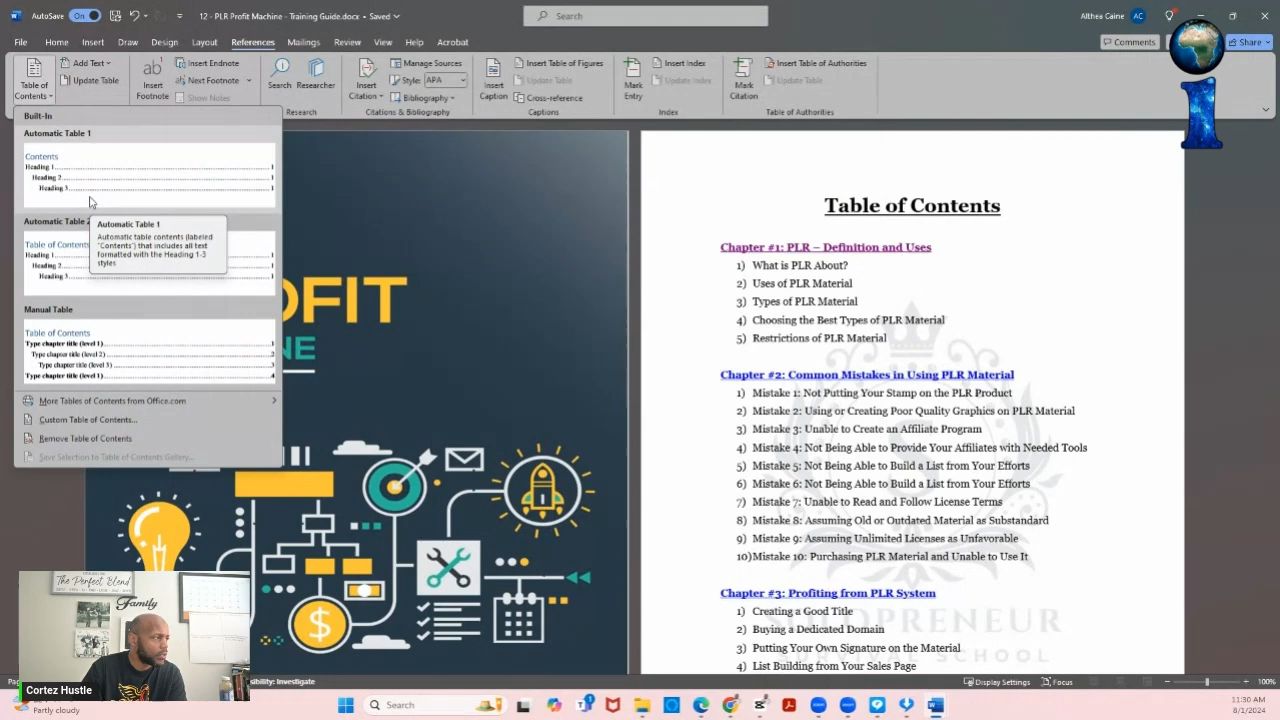 AutoSave On
12 - PLR Profit Machine - Training Guide.docx • Saved
Search
Althea Caine AC
File Home Insert Draw Design Layout References Mailings Review View Help Acrobat
Comments
Share
Table of Contents
Add Text
Update Table
Insert Footnote
Insert Endnote
Next Footnote
Show Notes
Search
Researcher
Research
Insert Citation
Manage Sources
Style: APA
Bibliography
Citations & Bibliography
Insert Caption
Insert Table of Figures
Update Table
Cross-reference
Captions
Mark Entry
Insert Index
Update Index
Index
Mark Citation
Insert Table of Authorities
Update Table
Table of Authorities
Built-In
Automatic Table 1
Contents
Heading 1 1
Heading 2 1
Heading 3 1
Automatic Table 2
Table of Contents
Heading 1 1
Heading 2 1
Heading 3 1
Automatic Table 1
Automatic table contents (labeled
"Contents") that includes all text
formatted with the Heading 1-3
styles
Manual Table
Table of Contents
Type chapter title (level 1) 1
Type chapter title (level 2) 2
Type chapter title (level 3) 3
Type chapter title (level 1) 4
More Tables of Contents from Office.com
Custom Table of Contents...
Remove Table of Contents
Save Selection to Table of Contents Gallery...
OFIT
NE
$
Table of Contents
Chapter #1: PLR – Definition and Uses
1) What is PLR About?
2) Uses of PLR Material
3) Types of PLR Material
4) Choosing the Best Types of PLR Material
5) Restrictions of PLR Material
Chapter #2: Common Mistakes in Using PLR Material
1) Mistake 1: Not Putting Your Stamp on the PLR Product
2) Mistake 2: Using or Creating Poor Quality Graphics on PLR Material
3) Mistake 3: Unable to Create an Affiliate Program
4) Mistake 4: Not Being Able to Provide Your Affiliates with Needed Tools
5) Mistake 5: Not Being Able to Build a List from Your Efforts
6) Mistake 6: Not Being Able to Build a List from Your Efforts
7) Mistake 7: Unable to Read and Follow License Terms
8) Mistake 8: Assuming Old or Outdated Material as Substandard
9) Mistake 9: Assuming Unlimited Licenses as Unfavorable
10)Mistake 10: Purchasing PLR Material and Unable to Use It
Chapter #3: Profiting from PLR System
1) Creating a Good Title
2) Buying a Dedicated Domain
3) Putting Your Own Signature on the Material
4) List Building from Your Sales Page
OPRENEUR
SURVIVAL SCHOOL
The Perfect Blend
Family
Cortez Hustle
Pa
ibility: Investigate
Display Settings
Focus
100%
Partly cloudy
Search
11:30 AM
8/1/2024